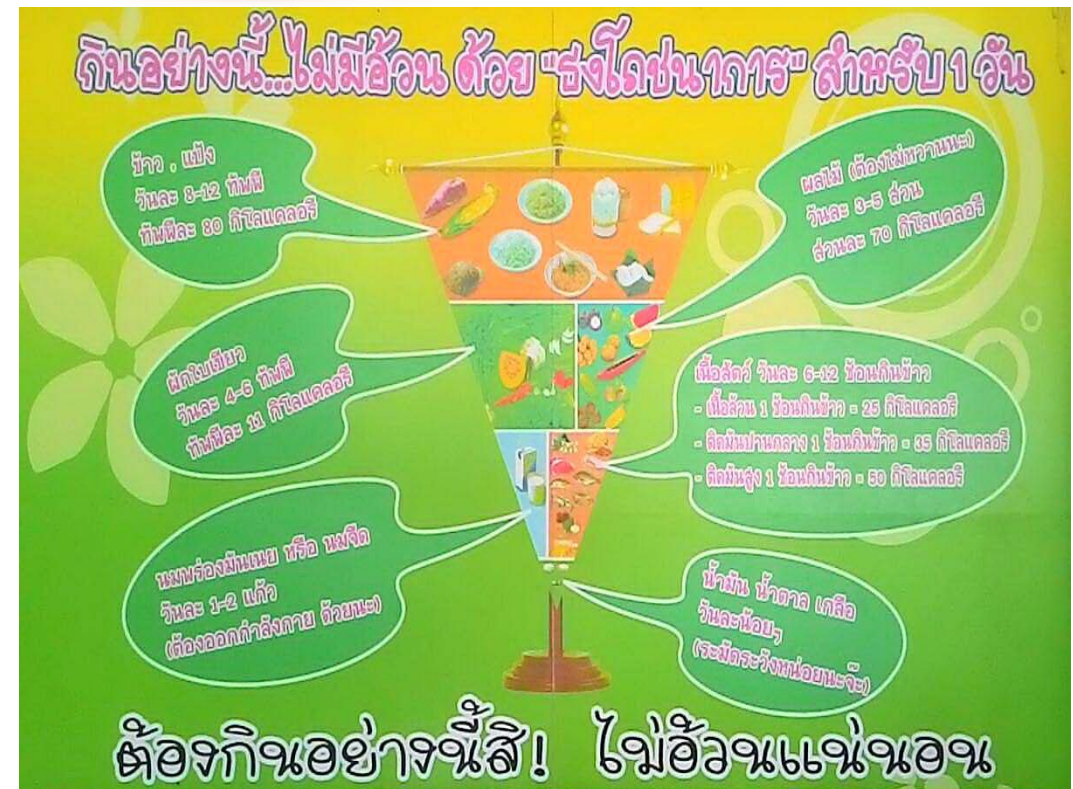 กินอย่างนี้...ไม่มีอ้วน ด้วย "ธงโภชนาการ" สำหรับ 1 วัน
ข้าว , แป้ง
วันละ 8-12 ทัพพี
ทัพพีละ 80 กิโลแคลอรี
ผลไม้ (ต้องไม่หวานนะ)
วันละ 3-5 ส่วน
ส่วนละ 70 กิโลแคลอรี
ผักใบเขียว
วันละ 4-6 ทัพพี
ทัพพีละ 11 กิโลแคลอรี
เนื้อสัตว์ วันละ 6-12 ช้อนกินข้าว
- เนื้อล้วน 1 ช้อนกินข้าว = 25 กิโลแคลอรี
- ติดมันปานกลาง 1 ช้อนกินข้าว = 35 กิโลแคลอรี
- ติดมันสูง 1 ช้อนกินข้าว = 50 กิโลแคลอรี
นมพร่องมันเนย หรือ นมจืด
วันละ 1-2 แก้ว
(ต้องออกกำลังกาย ด้วยนะ)
น้ำมัน น้ำตาล เกลือ
วันละน้อยๆ
(ระมัดระวังหน่อยนะจ๊ะ)
ต้องกินอย่างนี้สิ! ไม่อ้วนแน่นอน